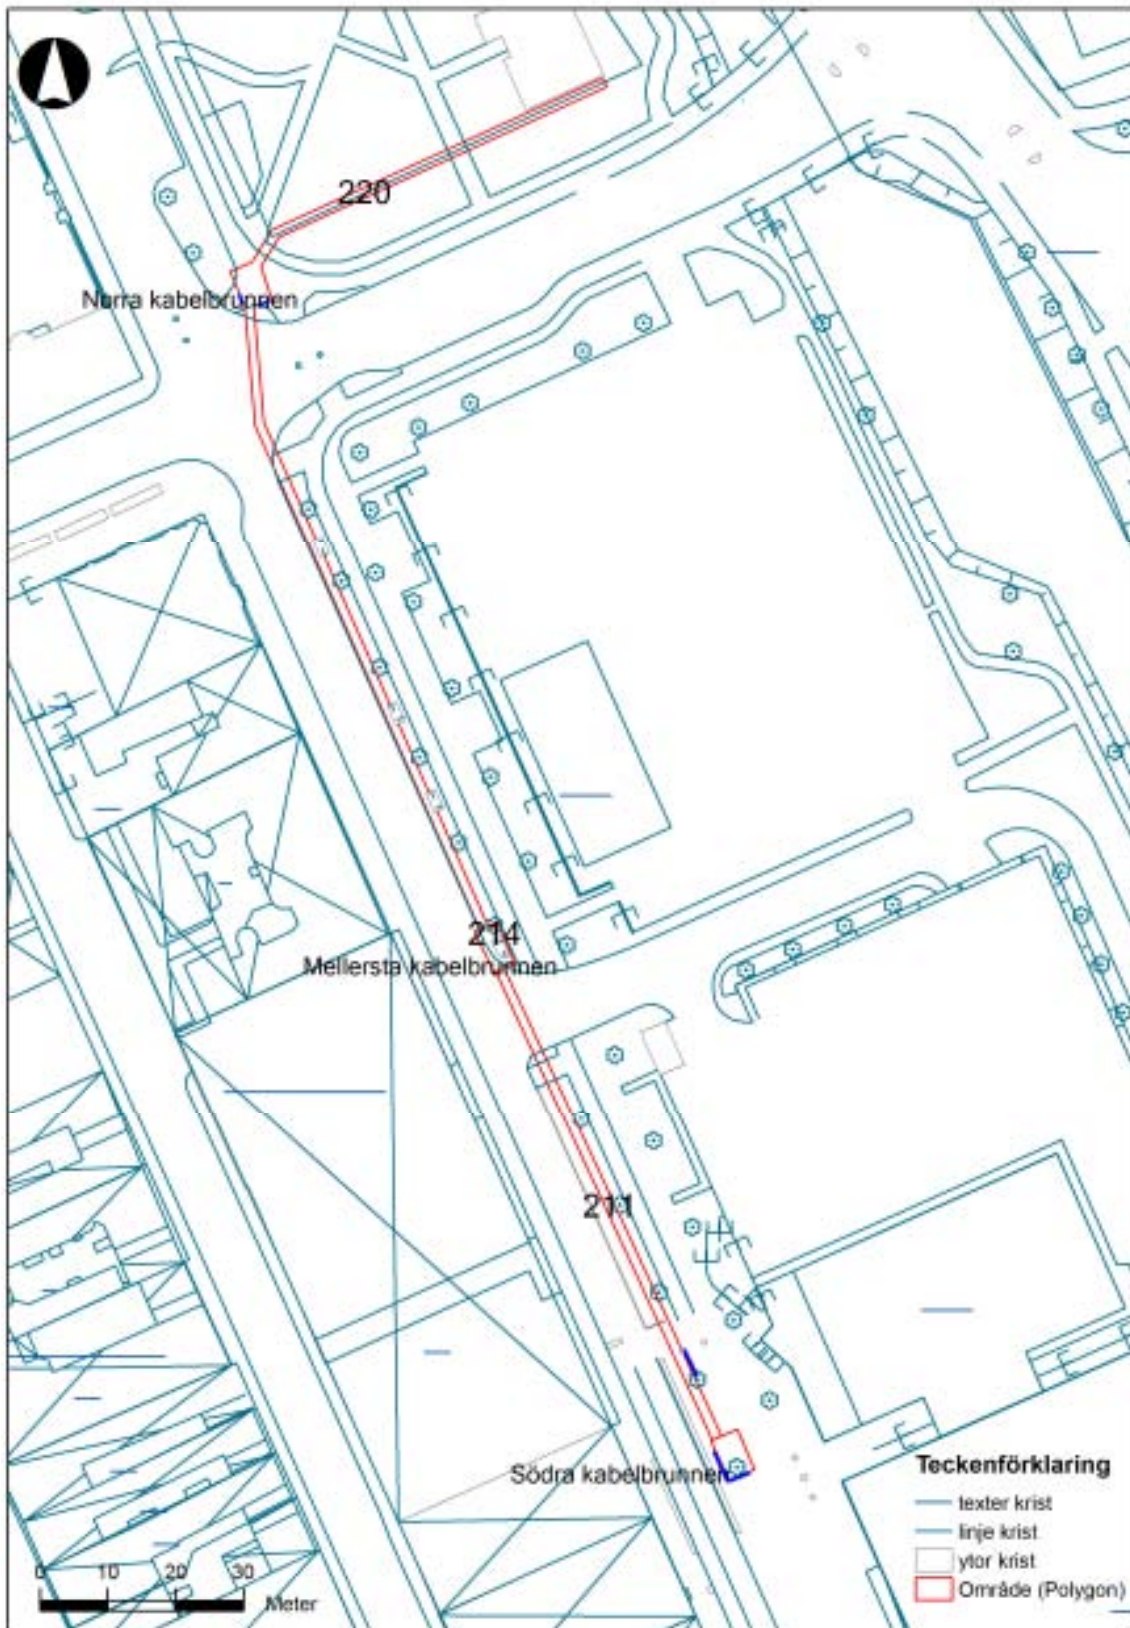 220
Norra kabelbrunnen
214
Mellersta kabelbrunnen
211
Södra kabelbrunnen
Teckenförklaring
texter krist
linje krist
ytor krist
Område (Polygon)
0 10 20 30
Meter